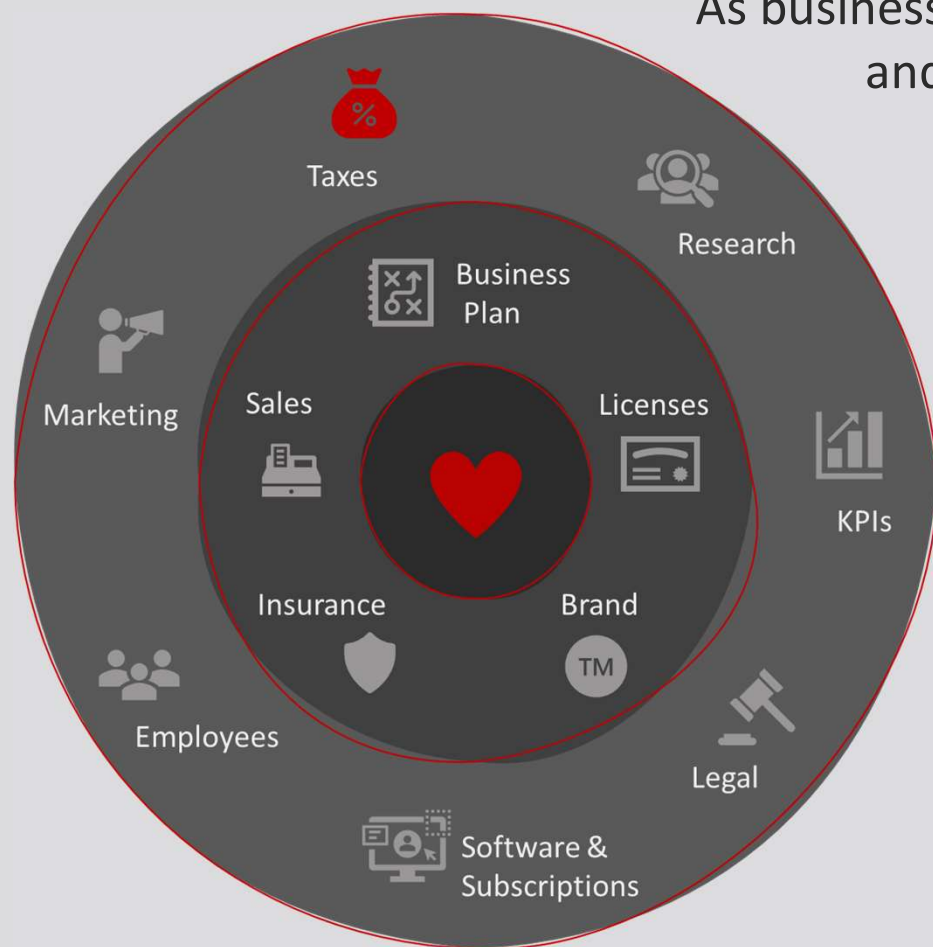 As business
and
Taxes
Research
Business
Plan
Sales
Licenses
Marketing
KPIs
Insurance
Brand
TM
Employees
Legal
Software &
Subscriptions